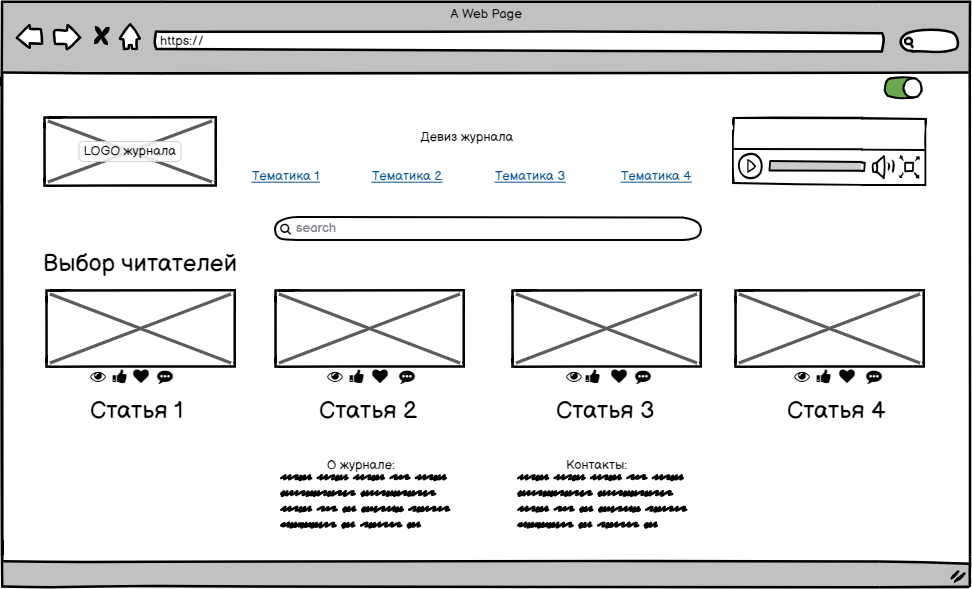 A Web Page
https://
LOGO журнала
Девиз журнала
Тематика 1 Тематика 2 Тематика 3 Тематика 4
search
Выбор читателей
Статья 1 Статья 2 Статья 3 Статья 4
О журнале: Контакты: